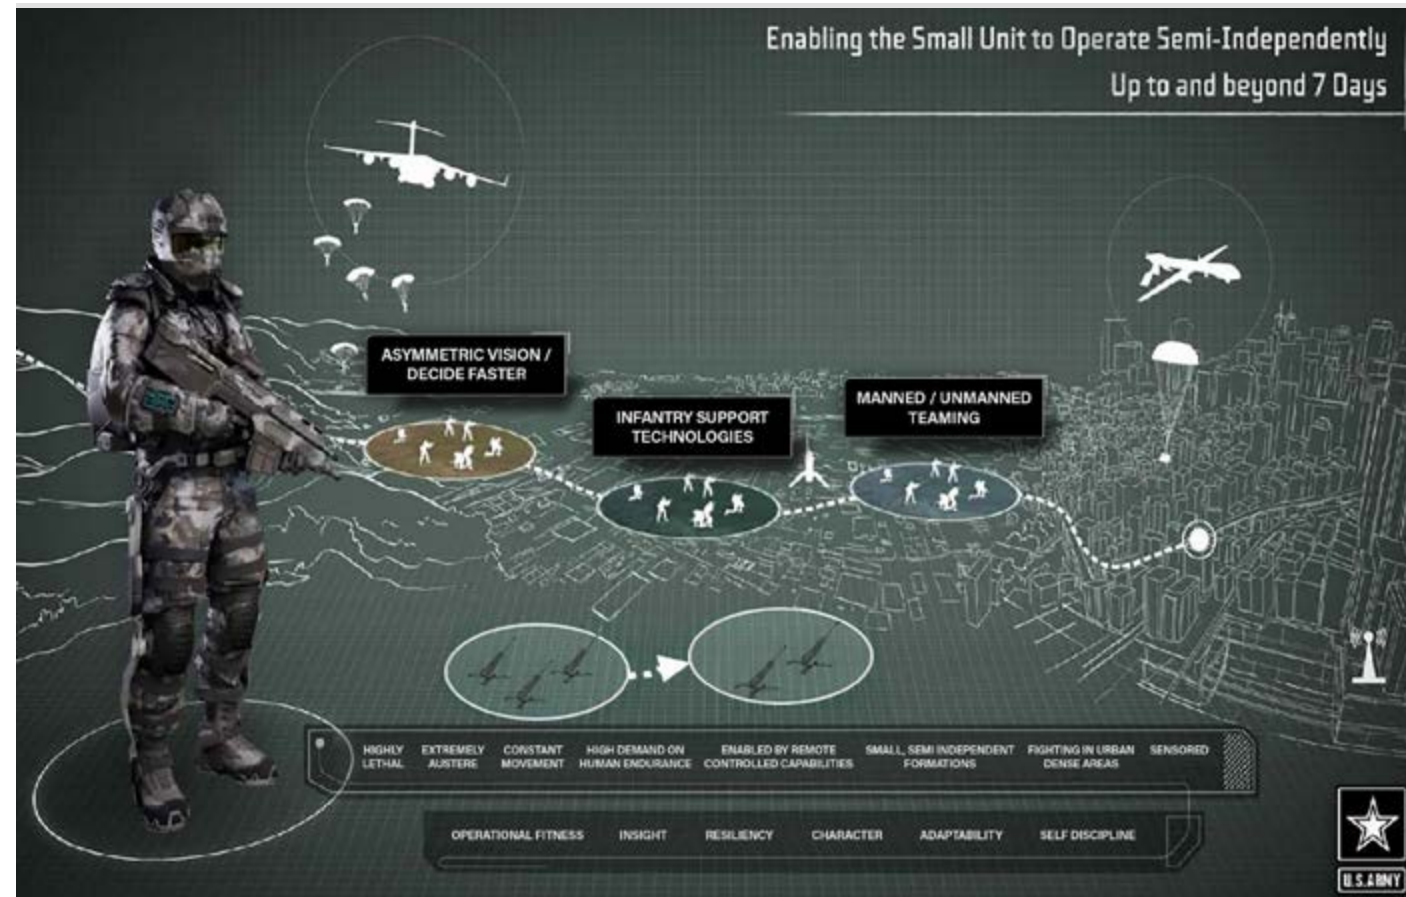 Enabling the Small Unit to Operate Semi-Independently
Up to and beyond 7 Days
ASYMMETRIC VISION /
DECIDE FASTER
INFANTRY SUPPORT
TECHNOLOGIES
MANNED / UNMANNED
TEAMING
HIGHLY
LETHAL
EXTREMELY
AUSTERE
CONSTANT
MOVEMENT
HIGH DEMAND ON
HUMAN ENDURANCE
ENABLED BY REMOTE
CONTROLLED CAPABILITIES
SMALL, SEMI INDEPENDENT
FORMATIONS
FIGHTING IN URBAN
DENSE AREAS
SENSORED
OPERATIONAL FITNESS
INSIGHT
RESILIENCY
CHARACTER
ADAPTABILITY
SELF DISCIPLINE
U.S.ARMY